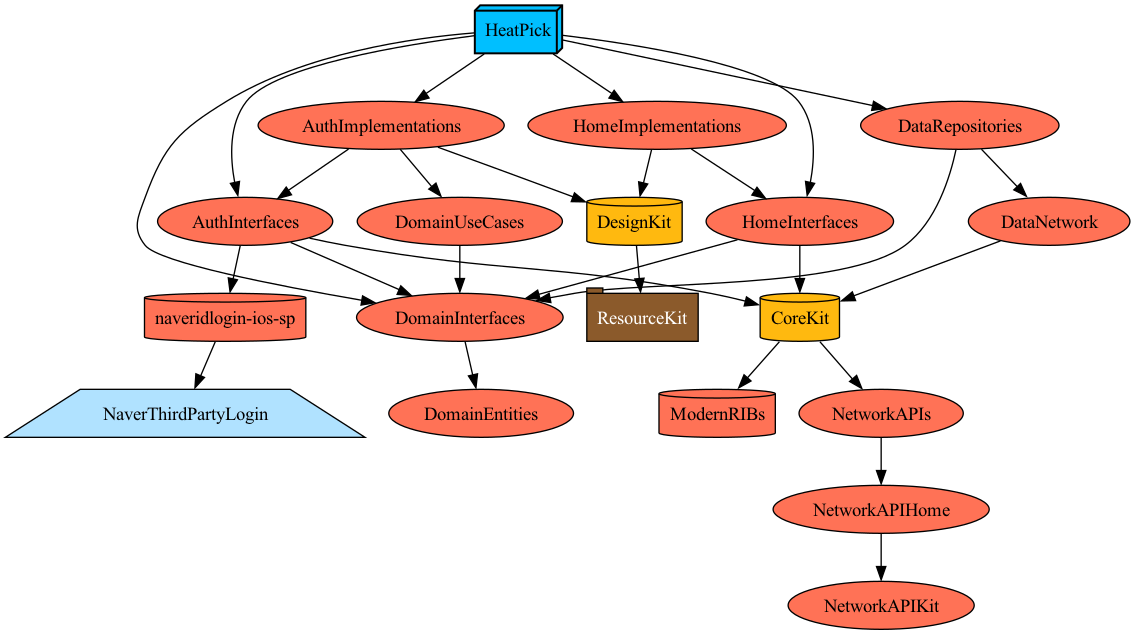 HeatPick
AuthImplementations
HomeImplementations
DataRepositories
AuthInterfaces
DomainUseCases
DesignKit
HomeInterfaces
DataNetwork
naveridlogin-ios-sp
DomainInterfaces
ResourceKit
CoreKit
NaverThirdPartyLogin
DomainEntities
ModernRIBs
NetworkAPIs
NetworkAPIHome
NetworkAPIKit